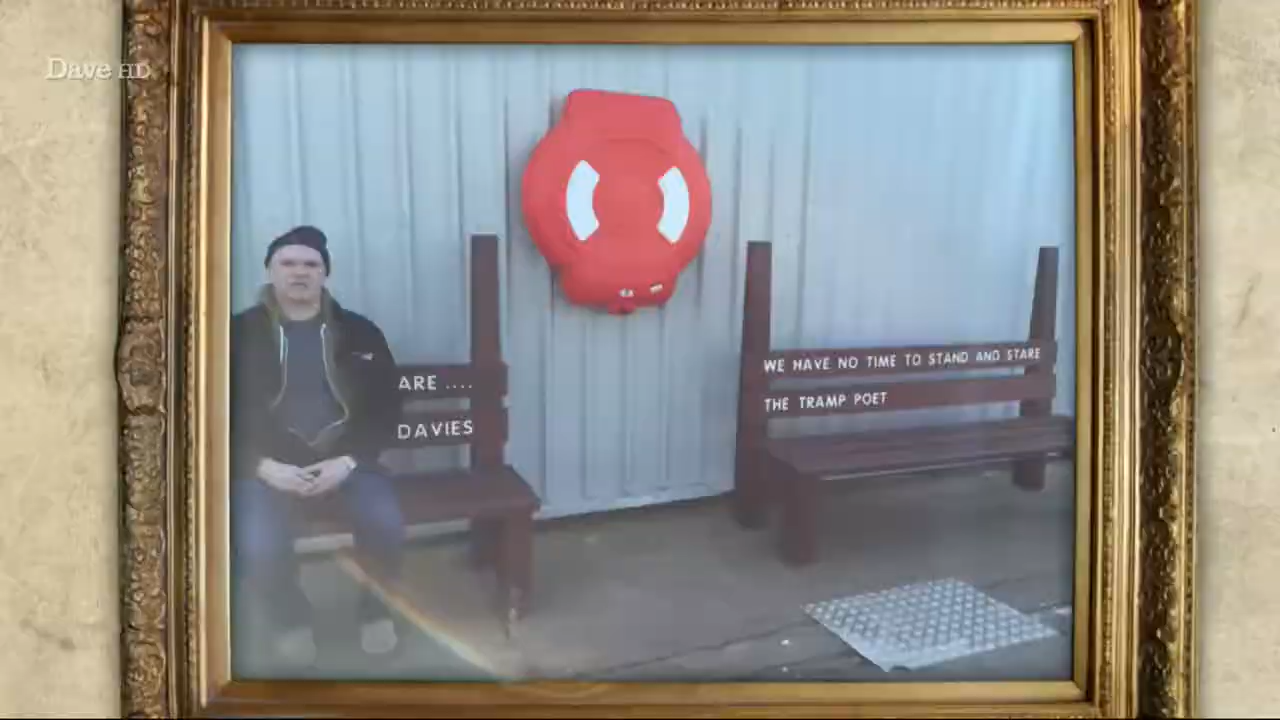 Dave HD
ARE ....
DAVIES
WE HAVE NO TIME TO STAND AND STARE
THE TRAMP POET